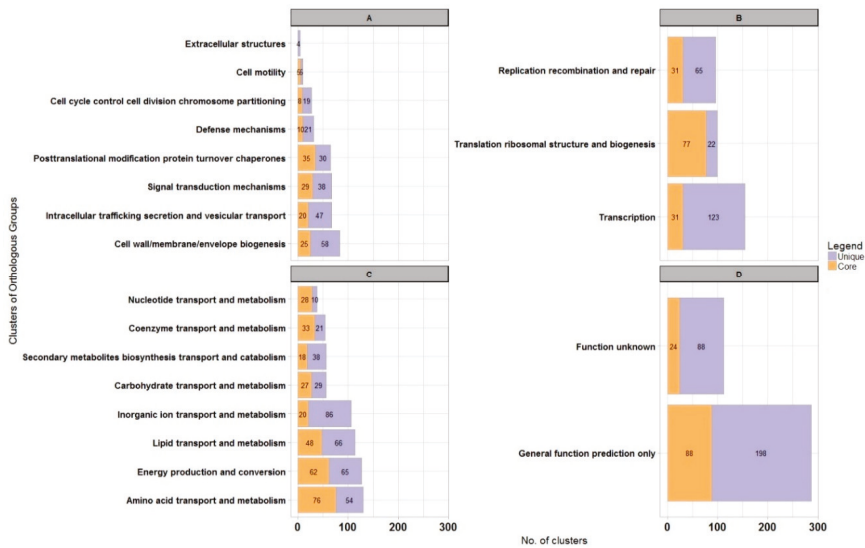 A
Extracellular structures
4
Cell motility
5 6
Cell cycle control cell division chromosome partitioning
8 19
Defense mechanisms
10 21
Posttranslational modification protein turnover chaperones
35 30
Signal transduction mechanisms
29 38
Intracellular trafficking secretion and vesicular transport
20 47
Cell wall/membrane/envelope biogenesis
25 58
B
Replication recombination and repair
31 65
Translation ribosomal structure and biogenesis
77 22
Transcription
31 123
Clusters of Orthologous Groups
C
Nucleotide transport and metabolism
28 10
Coenzyme transport and metabolism
33 21
Secondary metabolites biosynthesis transport and catabolism
18 38
Carbohydrate transport and metabolism
27 29
Inorganic ion transport and metabolism
20 86
Lipid transport and metabolism
48 66
Energy production and conversion
62 65
Amino acid transport and metabolism
76 54
0 100 200 300
D
Function unknown
24 88
General function prediction only
88 198
0 100 200 300
No. of clusters
Legend
Unique
Core